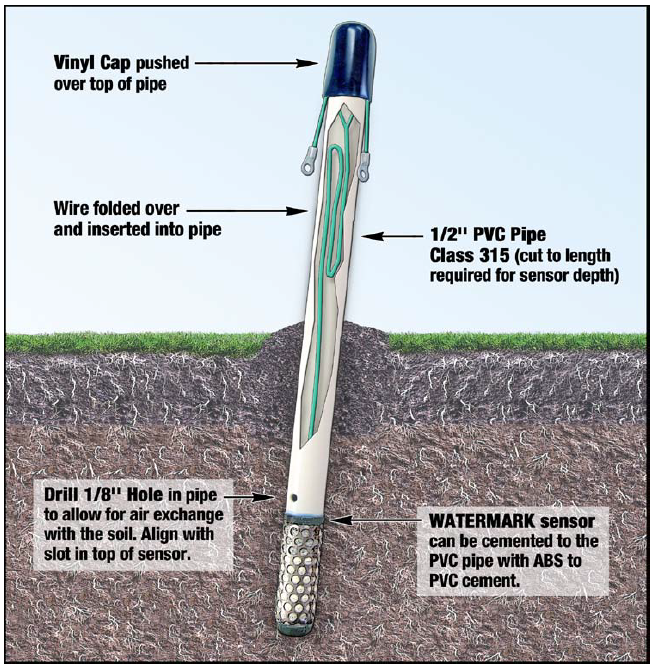 Vinyl Cap pushed
over top of pipe
Wire folded over
and inserted into pipe
1/2" PVC Pipe
Class 315 (cut to length
required for sensor depth)
Drill 1/8" Hole in pipe
to allow for air exchange
with the soil. Align with
slot in top of sensor.
WATERMARK sensor
can be cemented to the
PVC pipe with ABS to
PVC cement.